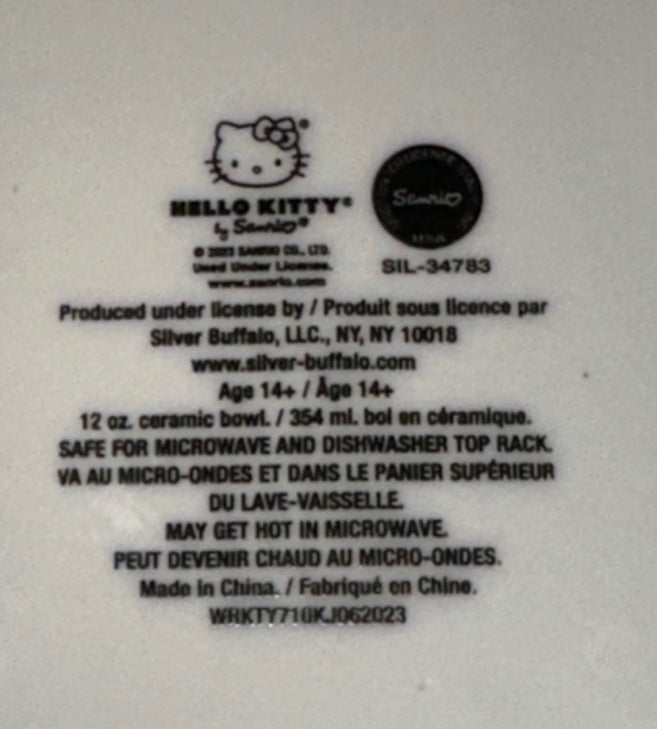 HELLO KITTY®
by Sanrio®
© 2023 SANRIO CO., LTD.
Used Under License.
www.sanrio.com
Sanrio
USA
SIL-34783
Produced under license by / Produit sous licence par
Silver Buffalo, LLC., NY, NY 10018
www.silver-buffalo.com
Age 14+ / Âge 14+
12 oz. ceramic bowl. / 354 ml. bol en céramique.
SAFE FOR MICROWAVE AND DISHWASHER TOP RACK.
VA AU MICRO-ONDES ET DANS LE PANIER SUPÉRIEUR
DU LAVE-VAISSELLE.
MAY GET HOT IN MICROWAVE.
PEUT DEVENIR CHAUD AU MICRO-ONDES.
Made in China. / Fabriqué en Chine.
WRKTY710KJ062023